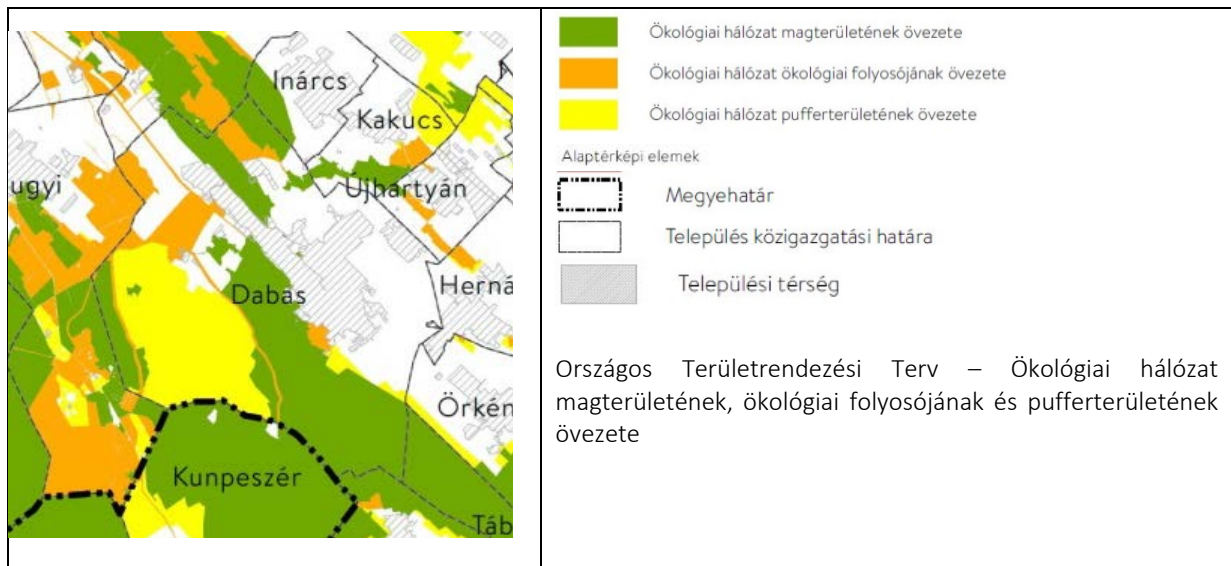 Inárcs
Kakucs
ugyi
Újhartyán
Herná
Dabas
Örkén
Kunpeszér
Táb
Ökológiai hálózat magterületének övezete
Ökológiai hálózat ökológiai folyosójának övezete
Ökológiai hálózat pufferterületének övezete
Alaptérképi elemek
Megyehatár
Település közigazgatási határa
Települési térség
Országos Területrendezési Terv – Ökológiai hálózat
magterületének, ökológiai folyosójának és pufferterületének
övezete